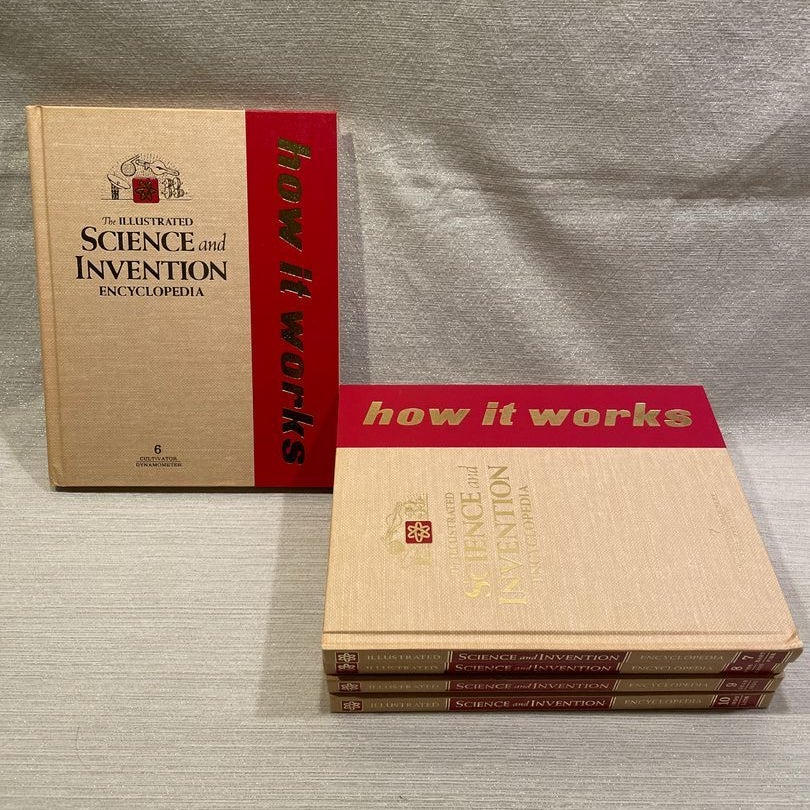 The ILLUSTRATED
SCIENCE and
INVENTION
ENCYCLOPEDIA
6
CULTIVATOR
DYNAMOMETER
how it works
how it works
THE ILLUSTRATED
SCIENCE and
INVENTION
ENCYCLOPEDIA
7
ILLUSTRATED SCIENCE and INVENTION ENCYCLOPEDIA 7
ILLUSTRATED SCIENCE and INVENTION ENCYCLOPEDIA 8
ILLUSTRATED SCIENCE and INVENTION ENCYCLOPEDIA 9
ILLUSTRATED SCIENCE and INVENTION ENCYCLOPEDIA 10